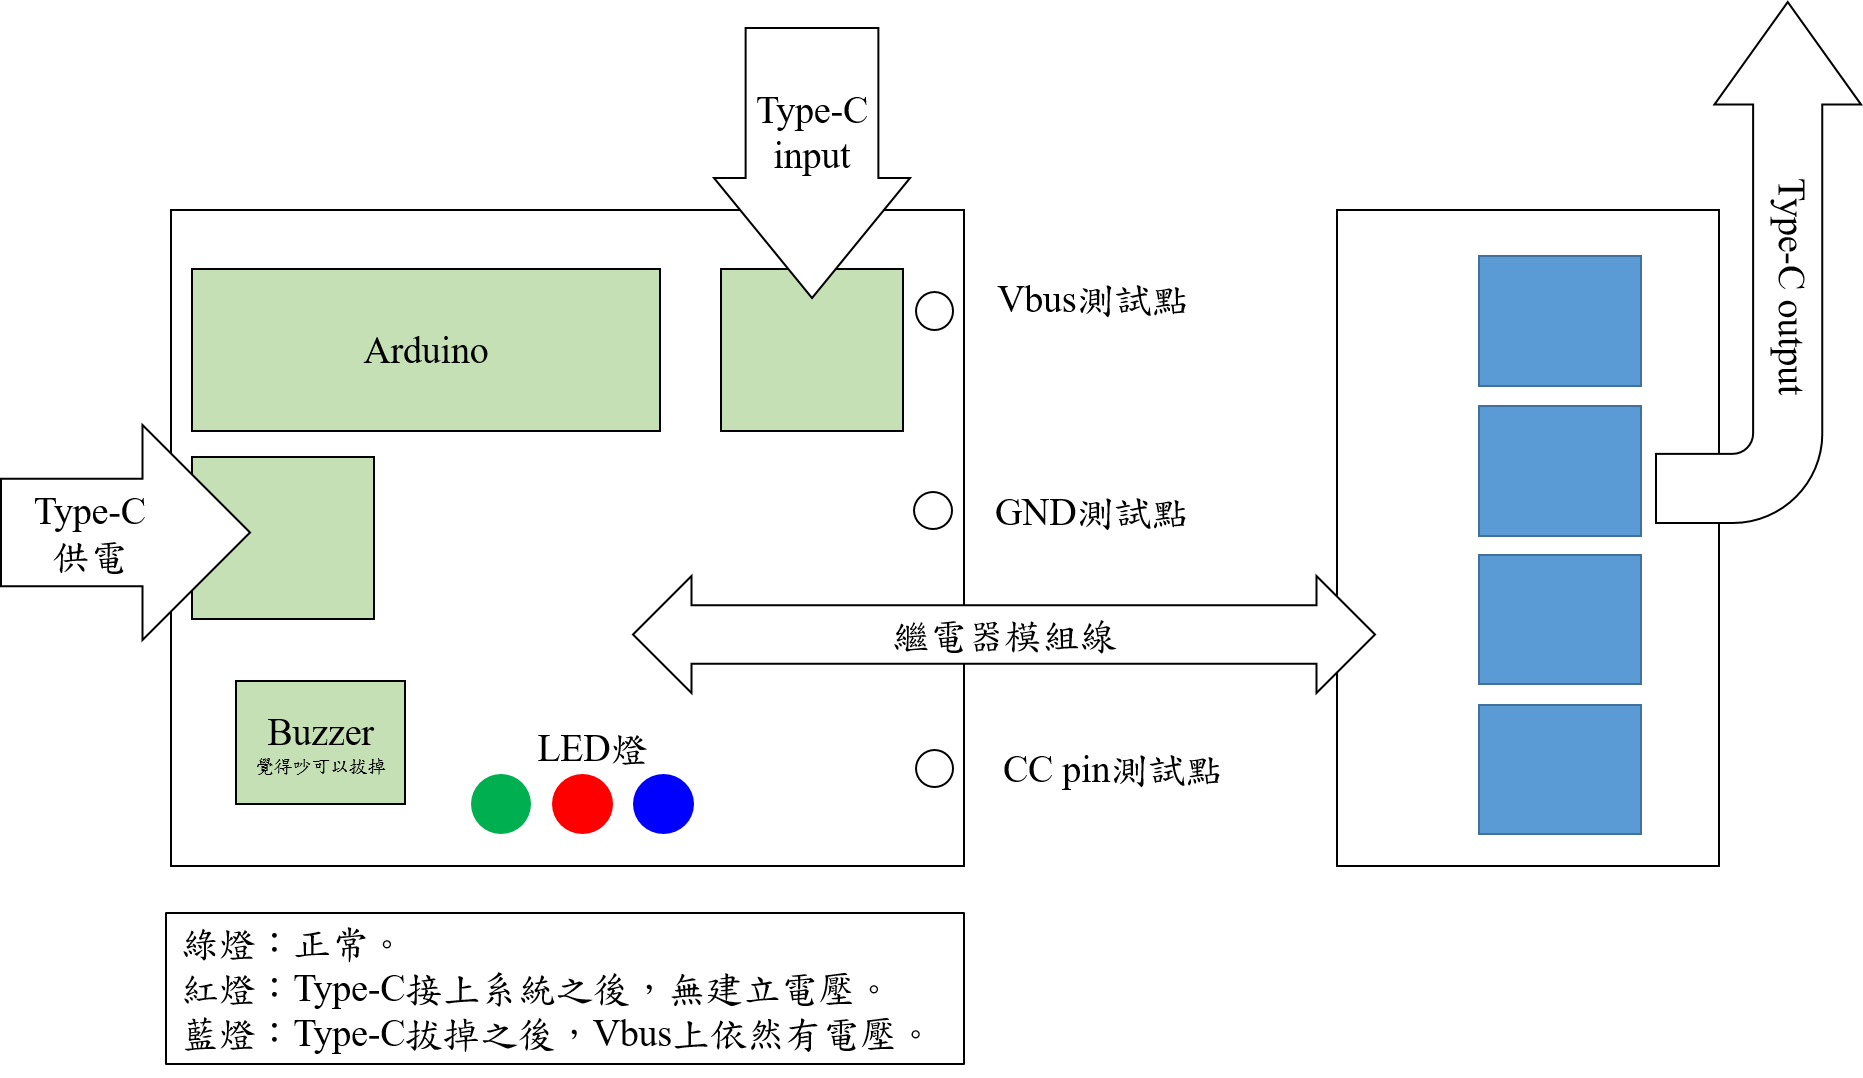 Type-C
input
Type-C output
Arduino
Vbus測試點
Type-C
供電
GND測試點
繼電器模組線
Buzzer
覺得吵可以拔掉
LED燈
CC pin測試點
綠燈：正常。
紅燈：Type-C接上系統之後，無建立電壓。
藍燈：Type-C拔掉之後，Vbus上依然有電壓。